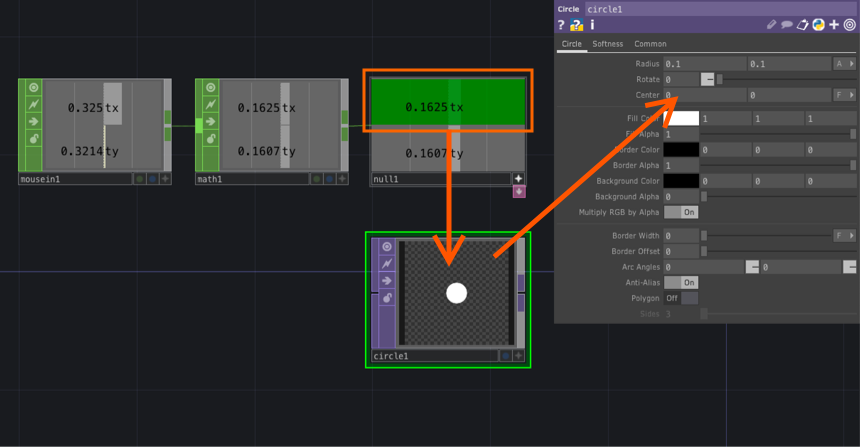 Circle circle1
? ? i
Circle Softness Common
Radius 0.1 0.1 A
Rotate 0
Center 0 0 F
Fill Color 1 1 1
Fill Alpha 1
Border Color 0 0 0
Border Alpha 1
Background Color 0 0 0
Background Alpha 0
Multiply RGB by Alpha On
Border Width 0 F
Border Offset 0
Arc Angles 0 0
Anti-Alias On
Polygon Off
Sides 3
0.325 tx
0.3214 ty
mousein1
0.1625 tx
0.1607 ty
math1
0.1625 tx
0.1607 ty
null1
circle1